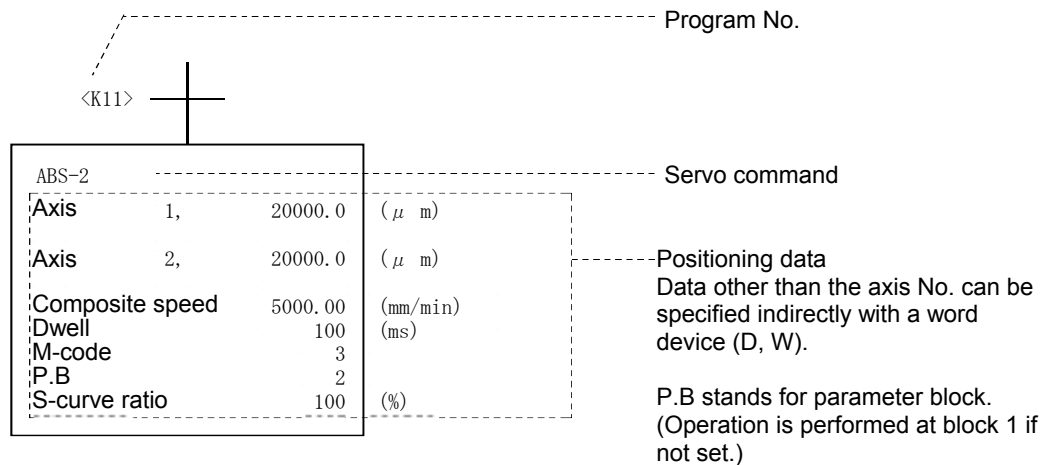 Program No.
<K11>
ABS-2
Servo command
Axis 1, 20000.0 (μ m)
Axis 2, 20000.0 (μ m)
Composite speed 5000.00 (mm/min)
Dwell 100 (ms)
M-code 3
P.B 2
S-curve ratio 100 (%)
Positioning data
Data other than the axis No. can be
specified indirectly with a word
device (D, W).
P.B stands for parameter block.
(Operation is performed at block 1 if
not set.)